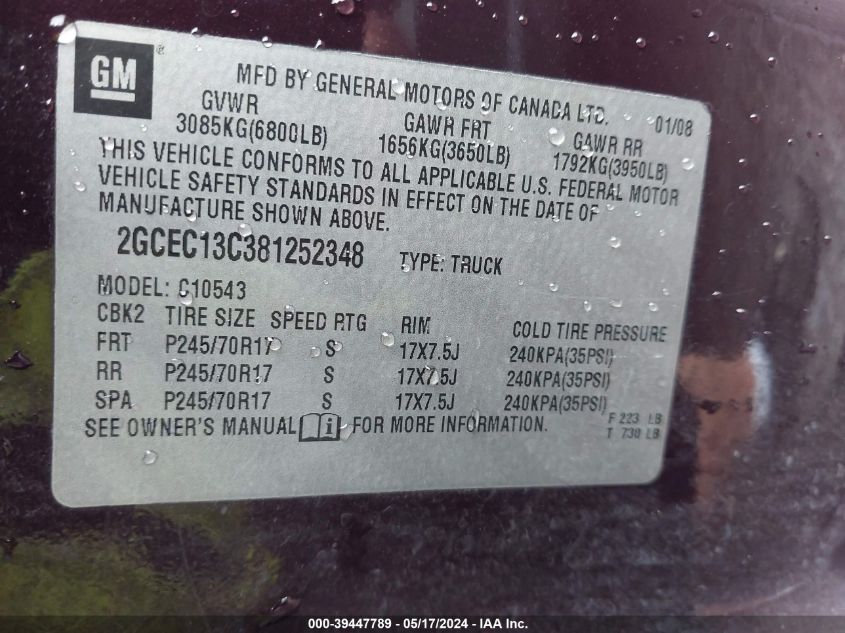 GM ®
MFD BY GENERAL MOTORS OF CANADA LTD.
01/08
GVWR GAWR FRT GAWR RR
3085KG(6800LB) 1656KG(3650LB) 1792KG(3950LB)
THIS VEHICLE CONFORMS TO ALL APPLICABLE U.S. FEDERAL MOTOR
VEHICLE SAFETY STANDARDS IN EFFECT ON THE DATE OF
MANUFACTURE SHOWN ABOVE.
2GCEC13C381252348 TYPE: TRUCK
MODEL: C10543
CBK2 TIRE SIZE SPEED RTG RIM COLD TIRE PRESSURE
FRT P245/70R17 S 17X7.5J 240KPA(35PSI)
RR P245/70R17 S 17X7.5J 240KPA(35PSI)
SPA P245/70R17 S 17X7.5J 240KPA(35PSI)
SEE OWNER'S MANUAL i FOR MORE INFORMATION.
F 223 LB
T 730 LB
000-39447789 - 05/17/2024 - IAA Inc.